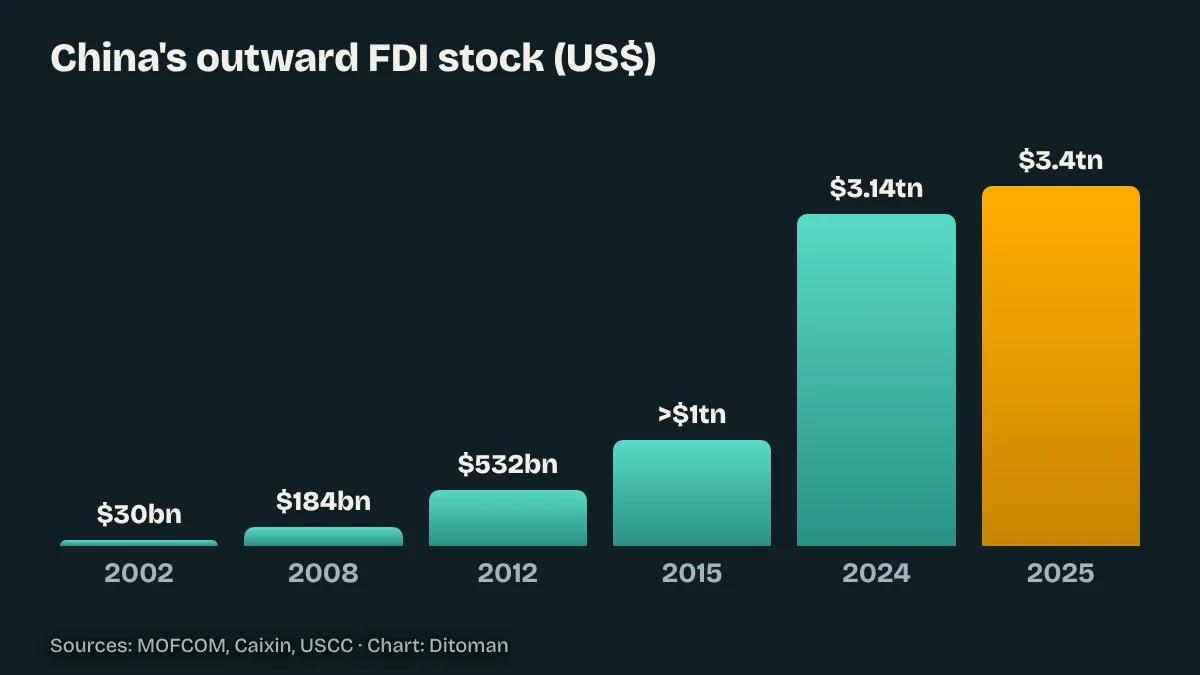 China's outward FDI stock (US$)
$3.4tn
$3.14tn
>$1tn
$532bn
$184bn
$30bn
2002 2008 2012 2015 2024 2025
Sources: MOFCOM, Caixin, USCC · Chart: Ditoman